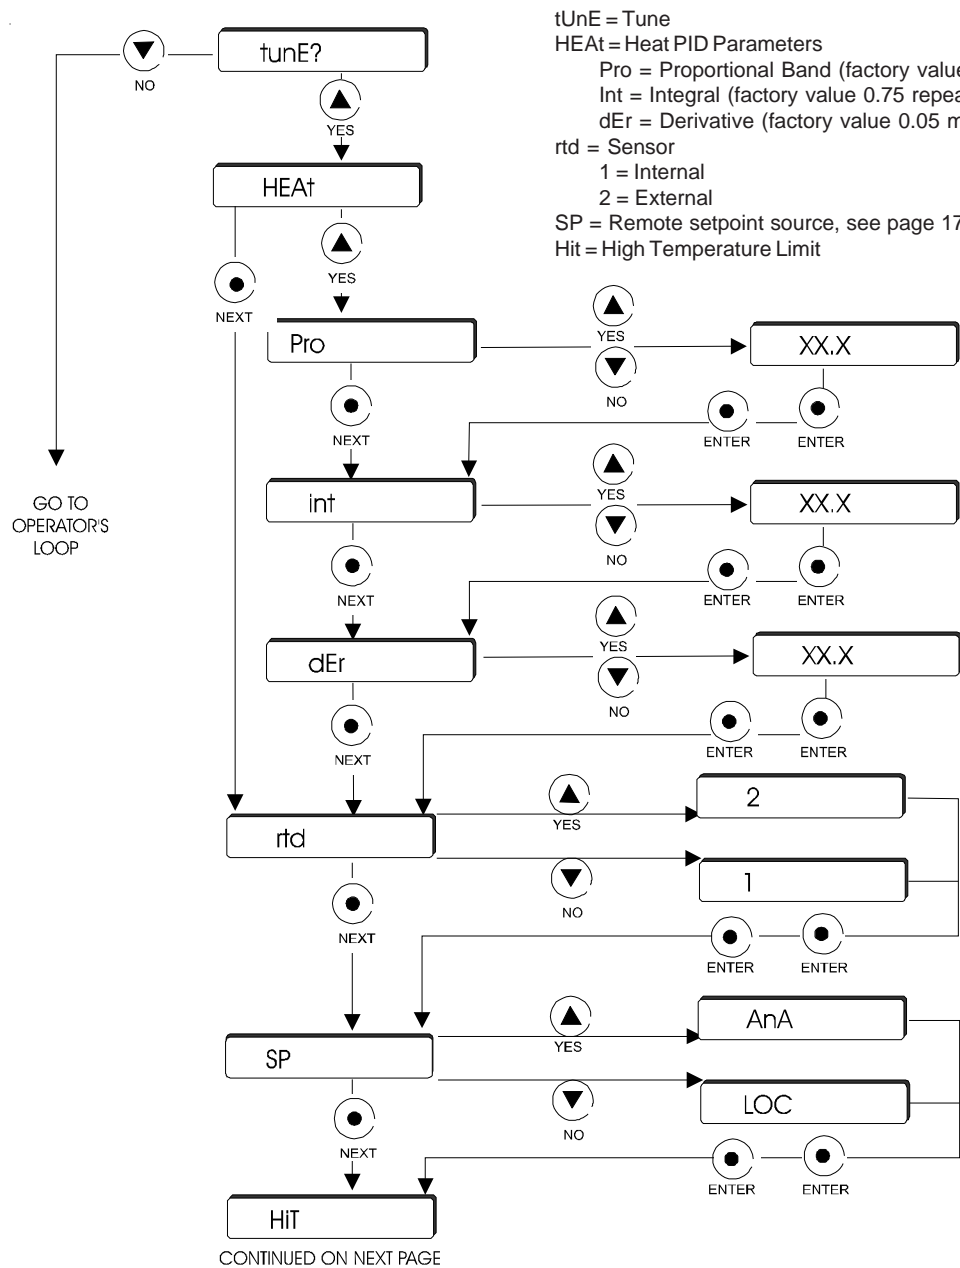 tUnE = Tune
HEAt = Heat PID Parameters
Pro = Proportional Band (factory value
Int = Integral (factory value 0.75 repea
dEr = Derivative (factory value 0.05 m
rtd = Sensor
1 = Internal
2 = External
SP = Remote setpoint source, see page 17
Hit = High Temperature Limit
tunE?
NO
YES
HEAt
YES
NEXT
Pro
YES
NO
XX.X
NEXT
ENTER
ENTER
GO TO
OPERATOR'S
LOOP
int
YES
NO
XX.X
NEXT
ENTER
ENTER
dEr
YES
NO
XX.X
NEXT
ENTER
ENTER
rtd
YES
2
NO
1
NEXT
ENTER
ENTER
SP
YES
AnA
NO
LOC
NEXT
ENTER
ENTER
HiT
CONTINUED ON NEXT PAGE